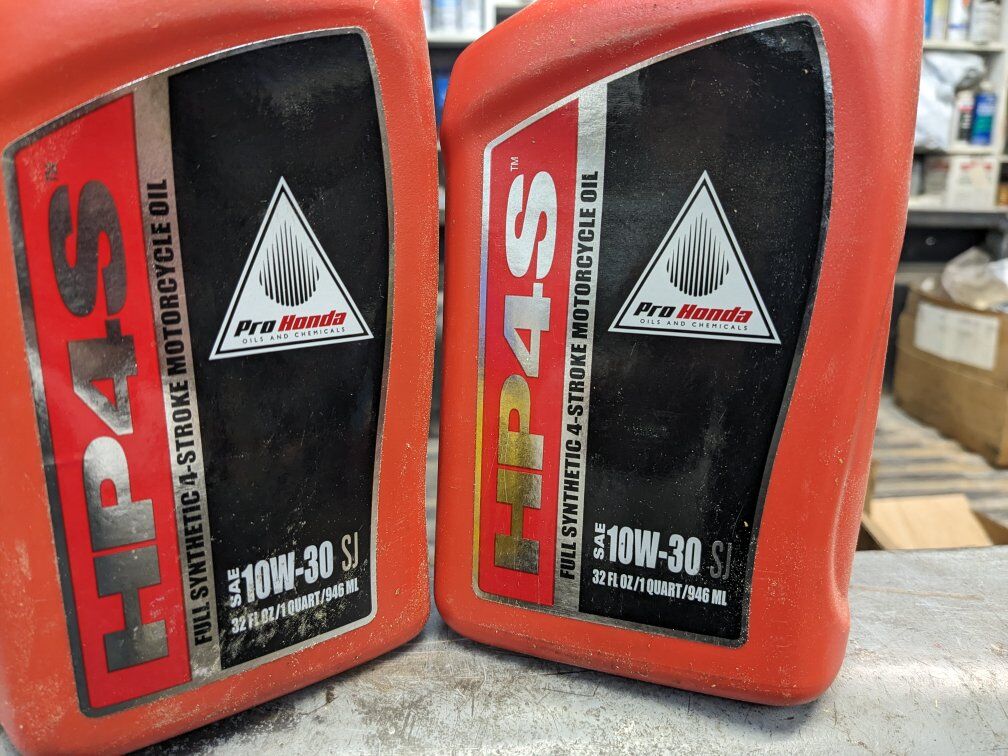 HP4S™
FULL SYNTHETIC 4-STROKE MOTORCYCLE OIL
Pro Honda
OILS AND CHEMICALS
SAE 10W-30 SJ
32 FL OZ/1 QUART/946 ML
HP4S™
FULL SYNTHETIC 4-STROKE MOTORCYCLE OIL
Pro Honda
OILS AND CHEMICALS
SAE 10W-30 SJ
32 FL OZ/1 QUART/946 ML